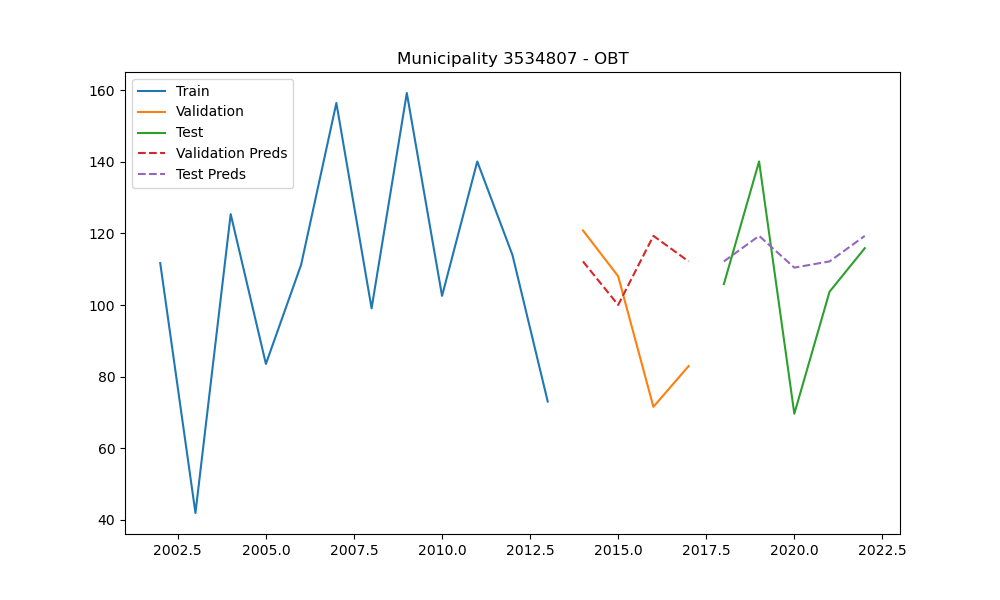 Municipality 3534807 - OBT
Train
Validation
Test
Validation Preds
Test Preds
160
140
120
100
80
60
40
2002.5 2005.0 2007.5 2010.0 2012.5 2015.0 2017.5 2020.0 2022.5